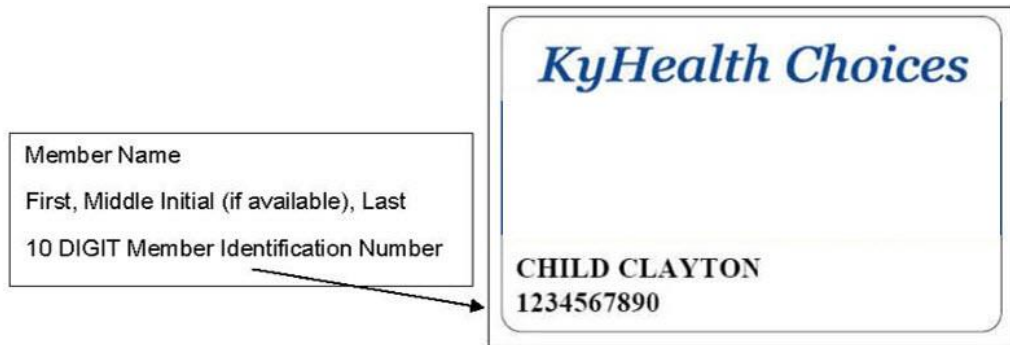 KyHealth Choices
Member Name
First, Middle Initial (if available), Last
10 DIGIT Member Identification Number
CHILD CLAYTON
1234567890